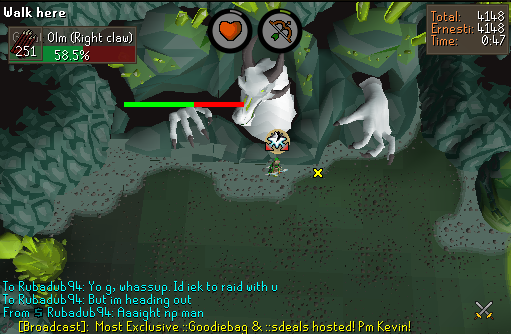 Walk here
Olm (Right claw)
251
58.5%
Total: 4148
Ernesti: 4148
Time: 0:47
To Rubadub94: Yo g, whassup. Id iek to raid with u
To Rubadub94: But im heading out
From S Rubadub94: Aaaight np man
[Broadcast]: Most Exclusive ::Goodiebag & ::sdeals hosted! Pm Kevin!